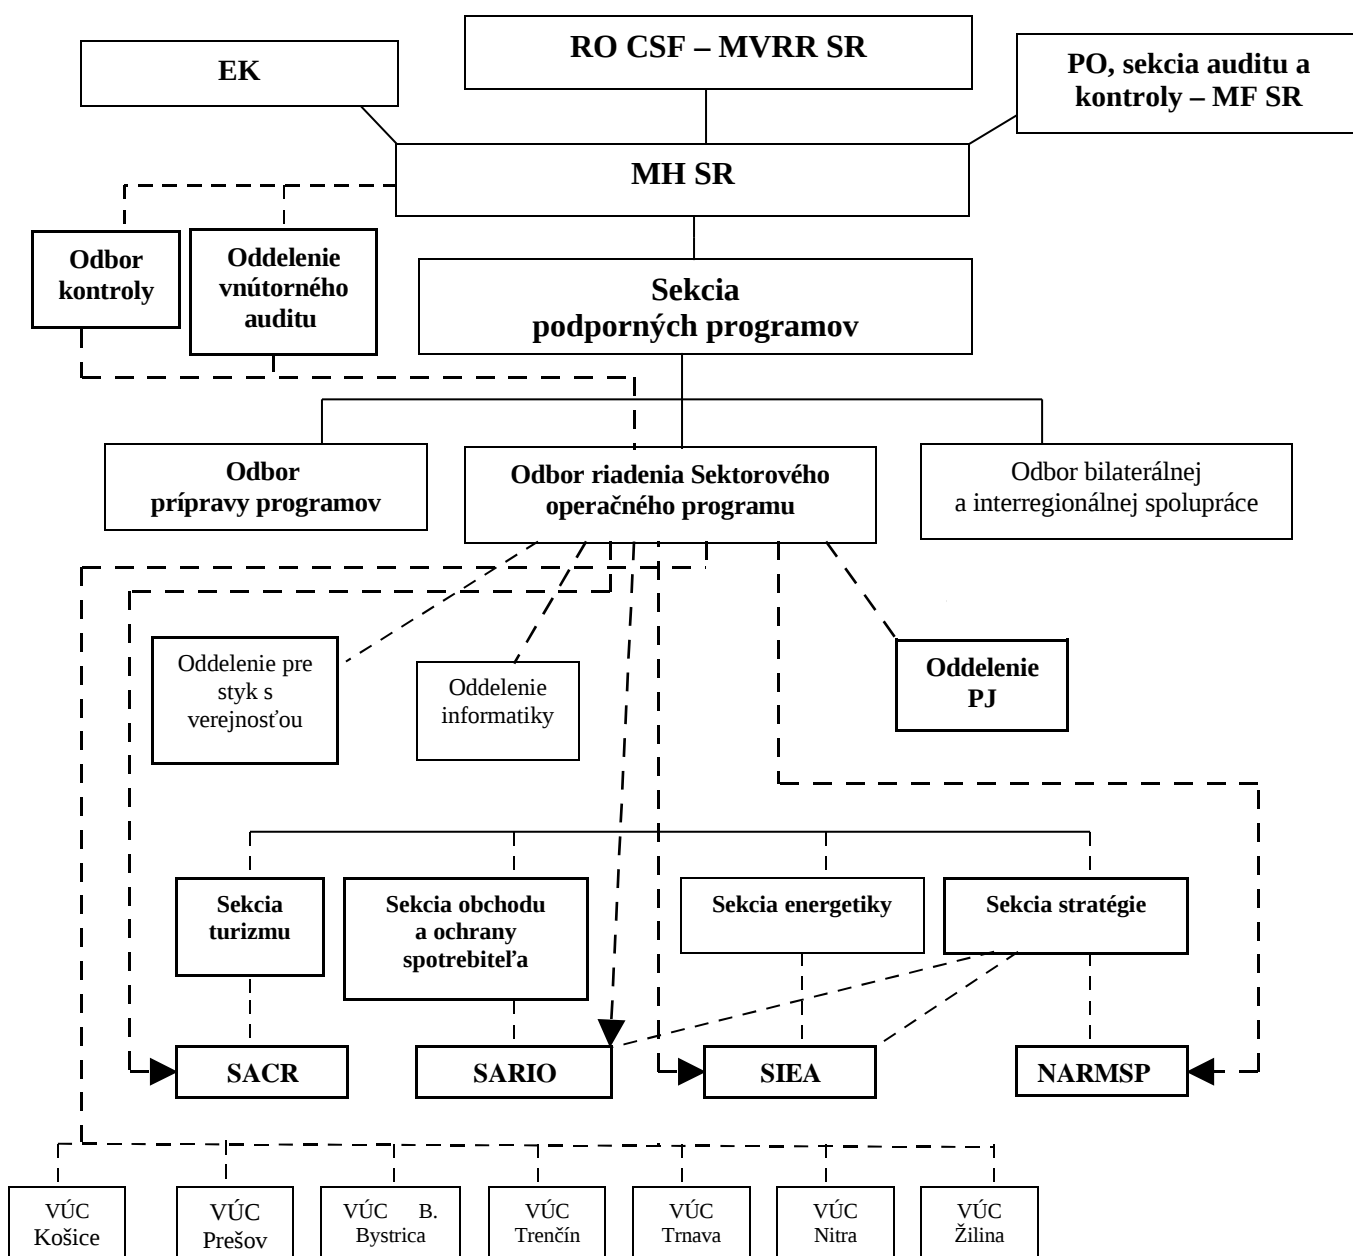 RO CSF – MVRR SR
EK
PO, sekcia auditu a
kontroly – MF SR
MH SR
Odbor
kontroly
Oddelenie
vnútorného
auditu
Sekcia
podporných programov
Odbor
prípravy programov
Odbor riadenia Sektorového
operačného programu
Odbor bilaterálnej
a interregionálnej spolupráce
Oddelenie pre
styk s
verejnosťou
Oddelenie
informatiky
Oddelenie
PJ
Sekcia
turizmu
Sekcia obchodu
a ochrany
spotrebiteľa
Sekcia energetiky
Sekcia stratégie
SACR
SARIO
SIEA
NARMSP
VÚC
Košice
VÚC
Prešov
VÚC B.
Bystrica
VÚC
Trenčín
VÚC
Trnava
VÚC
Nitra
VÚC
Žilina